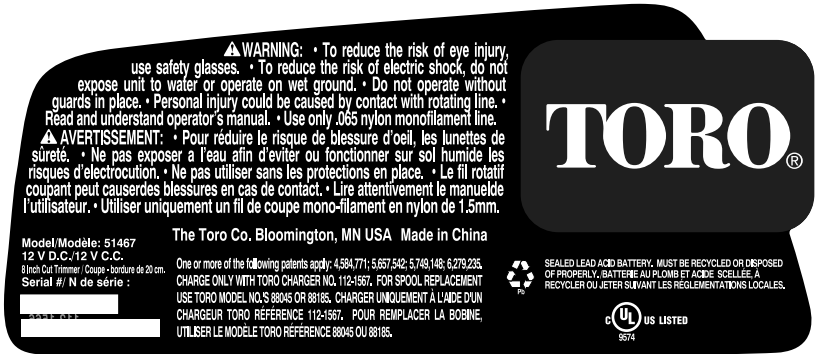 ⚠WARNING: • To reduce the risk of eye injury,
use safety glasses. • To reduce the risk of electric shock, do not
expose unit to water or operate on wet ground. • Do not operate without
guards in place. • Personal injury could be caused by contact with rotating line. •
Read and understand operator's manual. • Use only .065 nylon monofilament line.
⚠ AVERTISSEMENT: • Pour réduire le risque de blessure d'oeil, les lunettes de
sûreté. • Ne pas exposer a l'eau afin d'eviter ou fonctionner sur sol humide les
risques d'electrocution. • Ne pas utiliser sans les protections en place. • Le fil rotatif
coupant peut causerdes blessures en cas de contact. • Lire attentivement le manuelde
l'utilisateur. • Utiliser uniquement un fil de coupe mono-filament en nylon de 1.5mm.
TORO®
The Toro Co. Bloomington, MN USA Made in China
Model/Modèle: 51467
12 V D.C./12 V C.C.
8 Inch Cut Trimmer / Coupe - bordure de 20 cm.
Serial #/ N de série :
One or more of the following patents apply: 4,584,771; 5,657,542; 5,749,148; 6,279,235.
CHARGE ONLY WITH TORO CHARGER NO. 112-1567. FOR SPOOL REPLACEMENT
USE TORO MODEL NO.'S 88045 OR 88185. CHARGER UNIQUEMENT À L'AIDE D'UN
CHARGEUR TORO RÉFÉRENCE 112-1567. POUR REMPLACER LA BOBINE,
UTILISER LE MODÈLE TORO RÉFÉRENCE 88045 OU 88185.
Pb
SEALED LEAD ACID BATTERY. MUST BE RECYCLED OR DISPOSED
OF PROPERLY. /BATTERIE AU PLOMB ET ACIDE SCELLÉE, À
RECYCLER OU JETER SUIVANT LES RÉGLEMENTATIONS LOCALES.
C UL US LISTED
9574